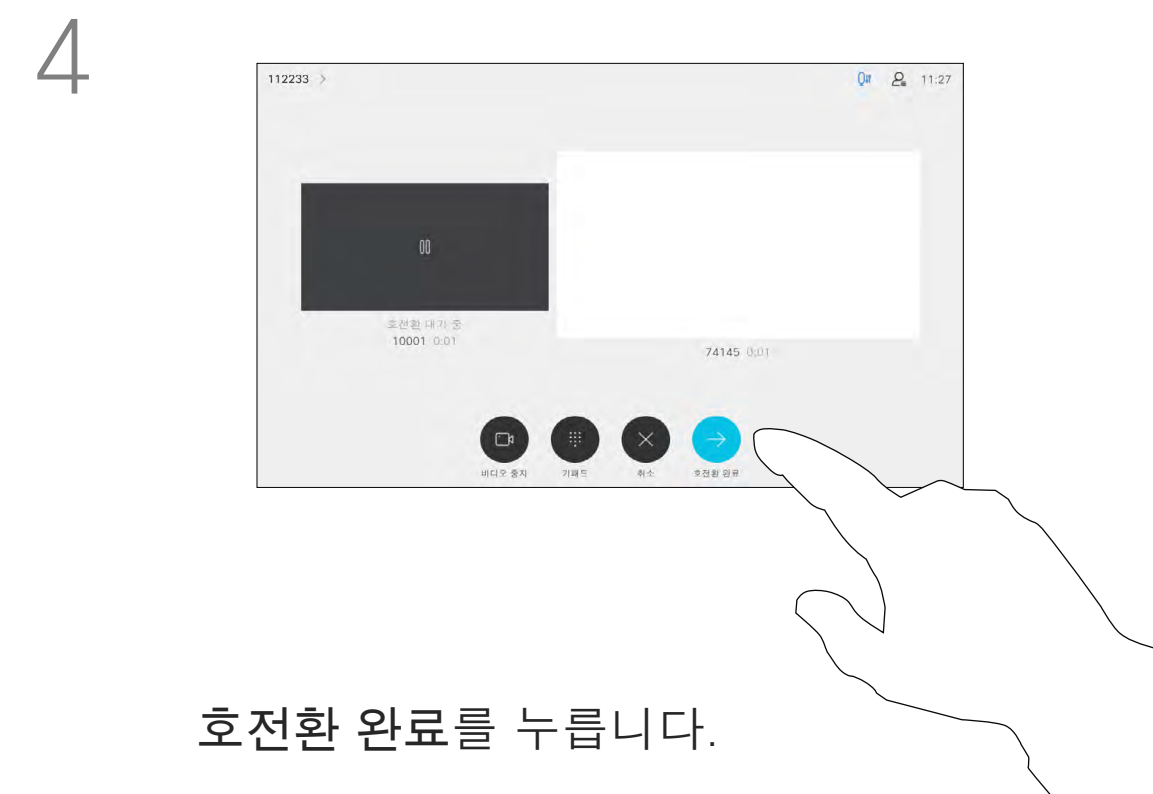 4
112233 >
11:27
호전환 대기 중
10001 0:01
74145 0:01
비디오 중지
키패드
취소
호전환 완료
호전환 완료를 누릅니다.